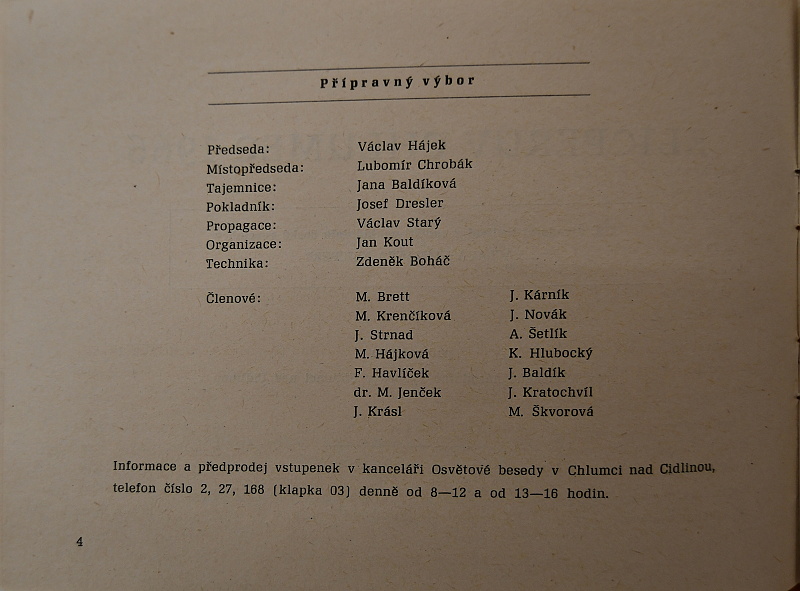 Přípravný výbor
Předseda: Václav Hájek
Místopředseda: Lubomír Chrobák
Tajemnice: Jana Baldíková
Pokladník: Josef Dresler
Propagace: Václav Starý
Organizace: Jan Kout
Technika: Zdeněk Boháč
Členové: M. Brett J. Kárník
M. Krenčíková J. Novák
J. Strnad A. Šetlík
M. Hájková K. Hlubocký
F. Havlíček J. Baldík
dr. M. Jenček J. Kratochvíl
J. Krásl M. Škvorová
Informace a předprodej vstupenek v kanceláři Osvětové besedy v Chlumci nad Cidlinou,
telefon číslo 2, 27, 168 (klapka 03) denně od 8—12 a od 13—16 hodin.
4